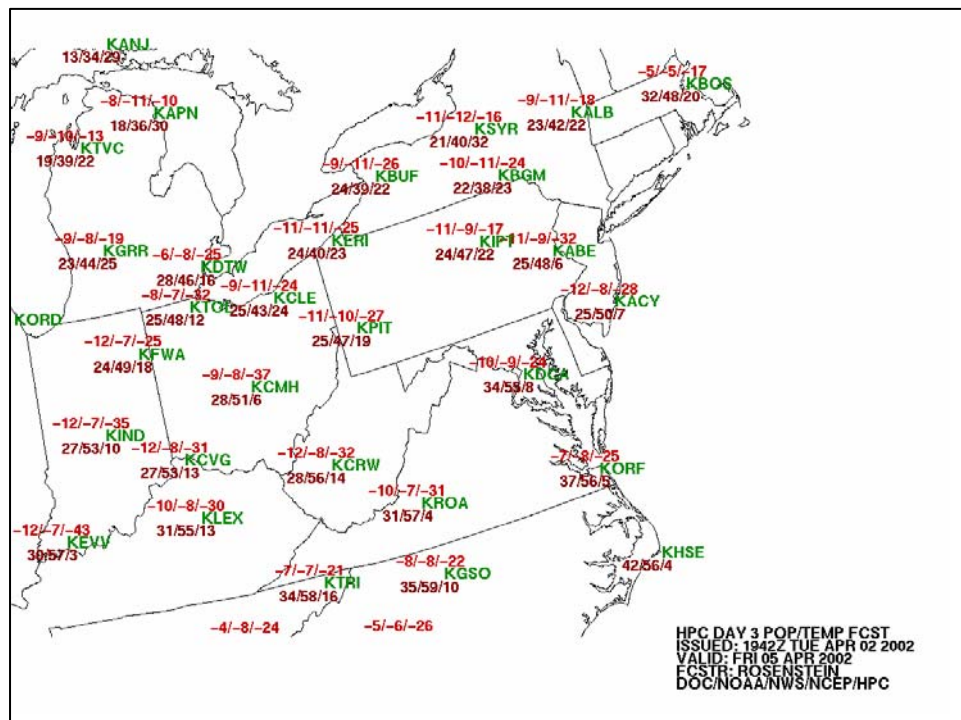 KANJ
13/34/29
-8/-11/-10
KAPN
18/36/30
-9/-10/-13
KTVC
19/39/22
-5/-5/-17
KBOS
32/48/20
-9/-11/-18
KALB
23/42/22
-11/-12/-16
KSYR
21/40/32
-9/-11/-26
KBUF
24/39/22
-10/-11/-24
KBGM
22/38/23
-9/-8/-19
KGRR
23/44/25
-6/-8/-25
KDTW
28/46/16
-11/-11/-25
KERI
24/40/23
-11/-9/-17
KIPT
24/47/22
-11/-9/-32
KABE
25/48/6
-8/-7/-32
KTOL
25/48/12
-9/-11/-24
KCLE
25/43/24
-12/-8/-28
KACY
25/50/7
KORD
-11/-10/-27
KPIT
25/47/19
-12/-7/-25
KFWA
24/49/18
-9/-8/-37
KCMH
28/51/6
-10/-9/-24
KDCA
34/55/8
-12/-7/-35
KIND
27/53/10
-12/-8/-31
KCVG
27/53/13
-12/-8/-32
KCRW
28/56/14
-7/-8/-25
KORF
37/56/5
-10/-8/-30
KLEX
31/55/13
-10/-7/-31
KROA
31/57/4
-12/-7/-43
KEVV
30/57/3
-7/-7/-21
KTRI
34/58/16
-8/-8/-22
KGSO
35/59/10
KHSE
42/56/4
-4/-8/-24
-5/-6/-26
HPC DAY 3 POP/TEMP FCST
ISSUED: 1942Z TUE APR 02 2002
VALID: FRI 05 APR 2002
FCSTR: ROSENSTEIN
DOC/NOAA/NWS/NCEP/HPC